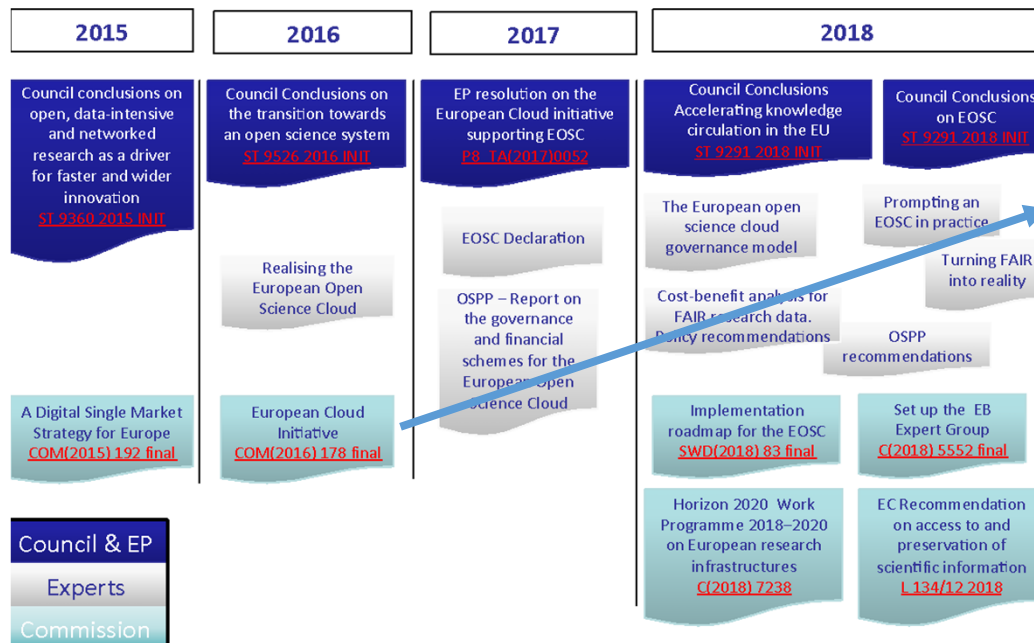 2015
2016
2017
2018
Council conclusions on
open, data-intensive
and networked
research as a driver
for faster and wider
innovation
ST 9360 2015 INIT
Council Conclusions on
the transition towards
an open science system
ST 9526 2016 INIT
EP resolution on the
European Cloud initiative
supporting EOSC
P8_TA(2017)0052
Council Conclusions
Accelerating knowledge
circulation in the EU
ST 9291 2018 INIT
Council Conclusions
on EOSC
ST 9291 2018 INIT
Realising the
European Open
Science Cloud
EOSC Declaration
OSPP – Report on
the governance
and financial
schemes for the
European Open
Science Cloud
The European open
science cloud
governance model
Prompting an
EOSC in practice
Turning FAIR
into reality
Cost-benefit analysis for
FAIR research data.
Policy recommendations
OSPP
recommendations
A Digital Single Market
Strategy for Europe
COM(2015) 192 final
European Cloud
Initiative
COM(2016) 178 final
Implementation
roadmap for the EOSC
SWD(2018) 83 final
Set up the EB
Expert Group
C(2018) 5552 final
Horizon 2020 Work
Programme 2018–2020
on European research
infrastructures
C(2018) 7238
EC Recommendation
on access to and
preservation of
scientific information
L 134/12 2018
Council & EP
Experts
Commission